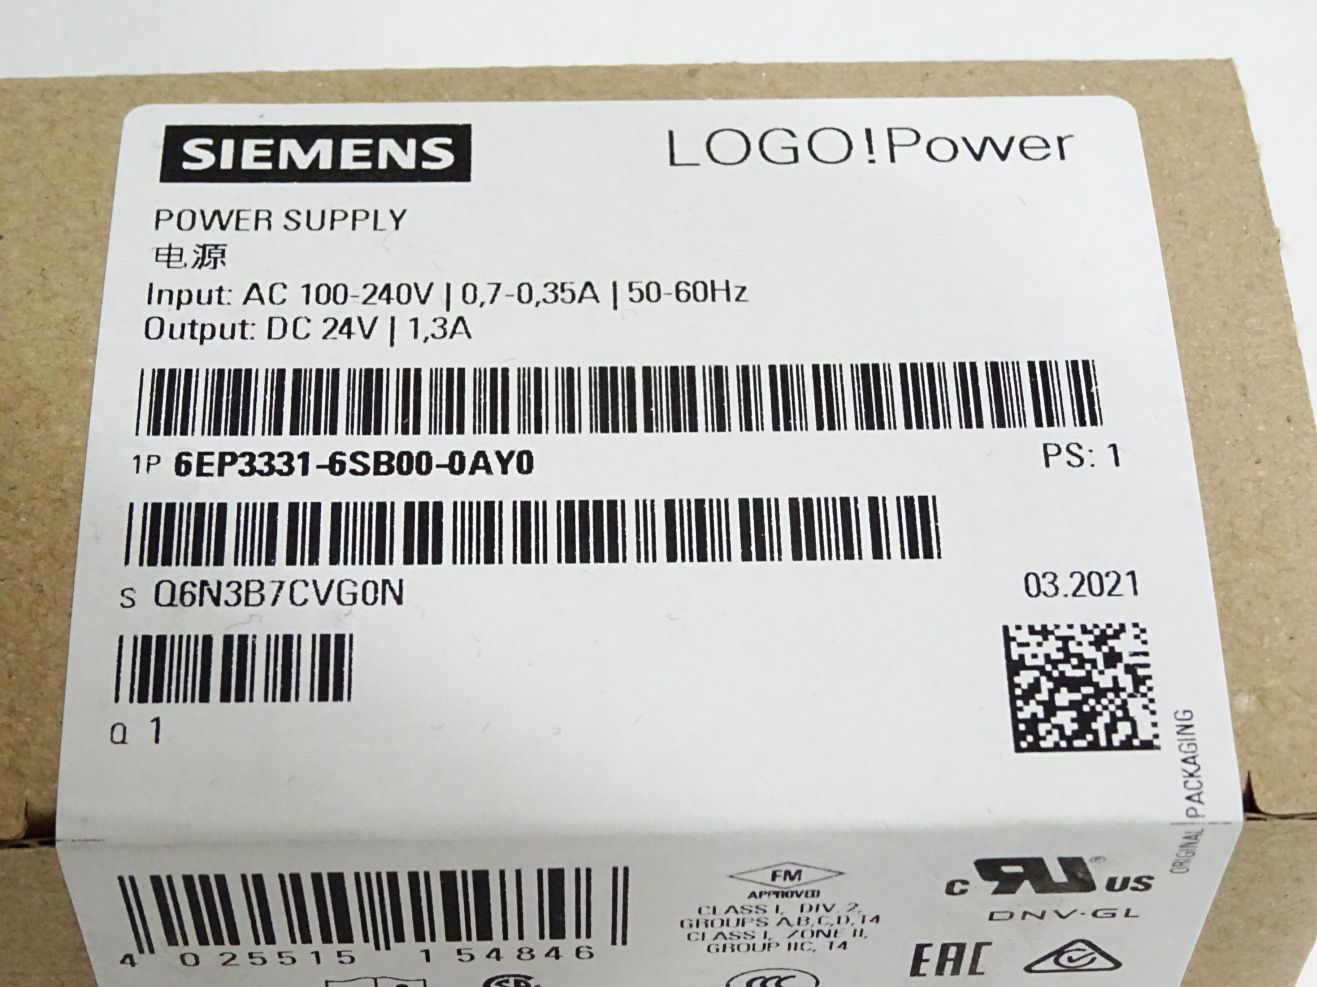 SIEMENS
LOGO!Power
POWER SUPPLY
电源
Input: AC 100-240V | 0,7-0,35A | 50-60Hz
Output: DC 24V | 1,3A
1P 6EP3331-6SB00-0AY0
PS: 1
S Q6N3B7CVG0N
03.2021
Q 1
ORIGINAL PACKAGING
4 025515 154846
FM
APPROVED
CLASS I, DIV. 2,
GROUPS A,B,C,D, T4
CLASS I, ZONE II,
GROUP IIC, T4
c RU ® US
DNV·GL
EAC
CCC